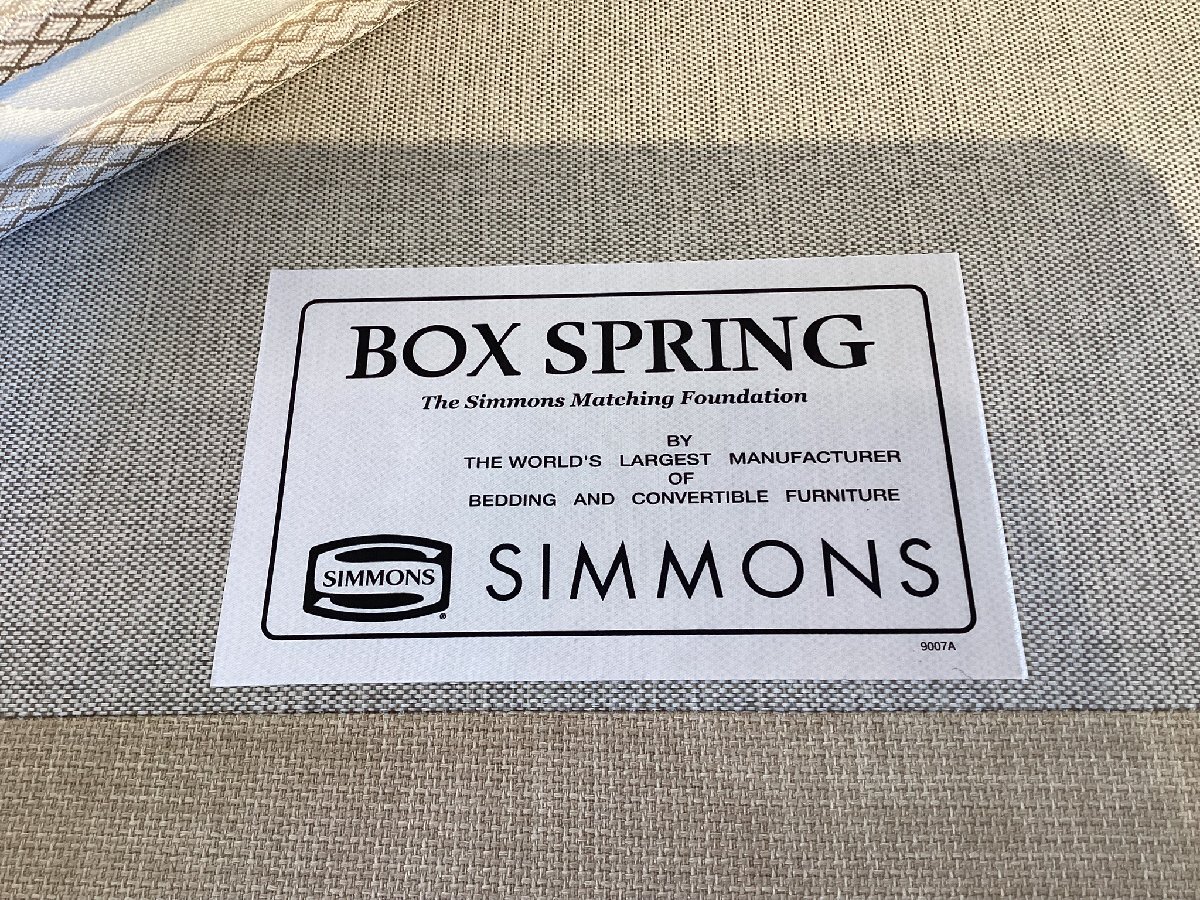 BOX SPRING
The Simmons Matching Foundation
BY
THE WORLD'S LARGEST MANUFACTURER
OF
BEDDING AND CONVERTIBLE FURNITURE
SIMMONS® SIMMONS
9007A